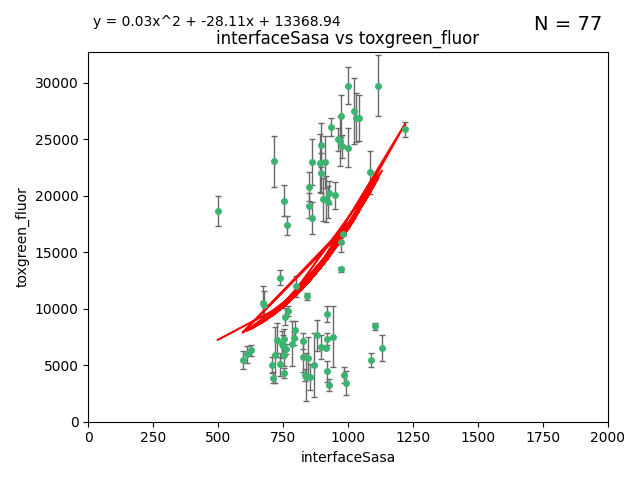 y = 0.03x^2 + -28.11x + 13368.94
N = 77
interfaceSasa vs toxgreen_fluor
30000
25000
20000
15000
10000
5000
0
toxgreen_fluor
0 250 500 750 1000 1250 1500 1750 2000
interfaceSasa